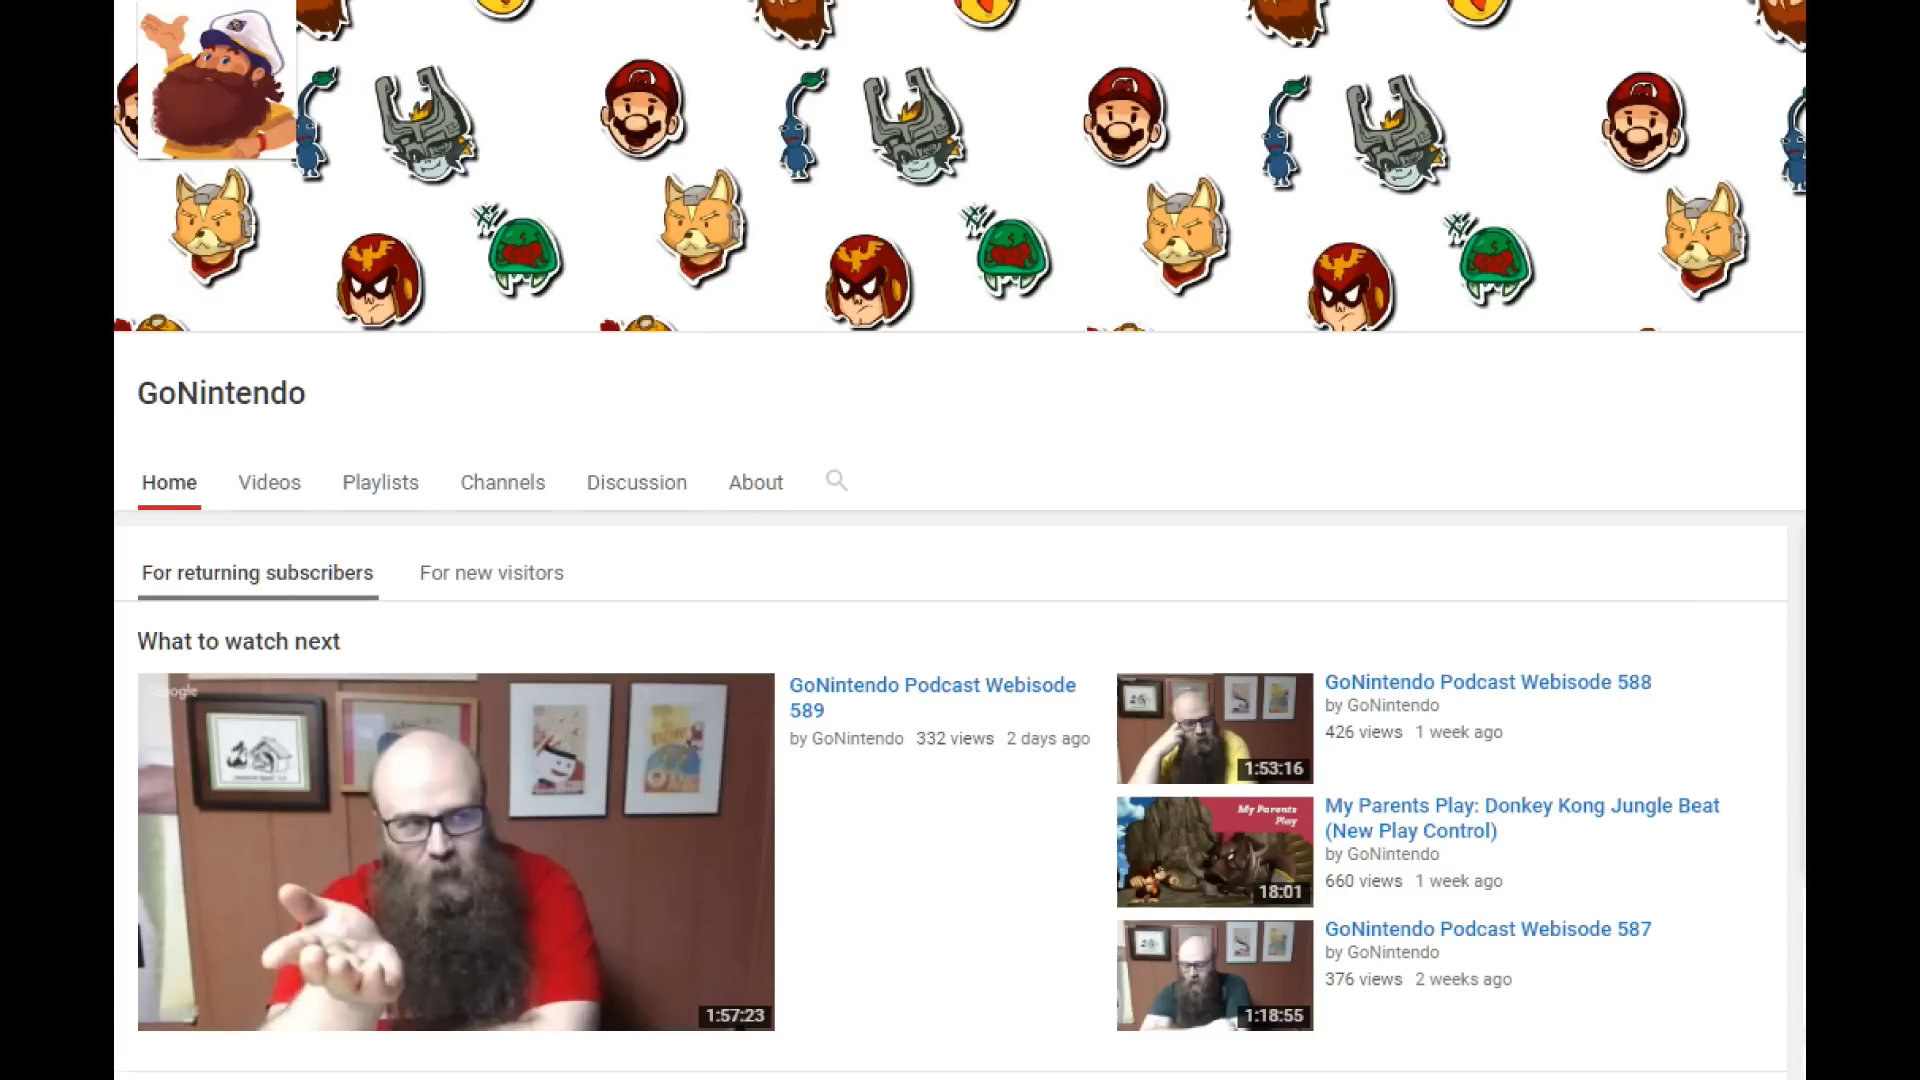 GoNintendo
Home Videos Playlists Channels Discussion About
For returning subscribers For new visitors
What to watch next
Google
1:57:23
GoNintendo Podcast Webisode
589
by GoNintendo 332 views 2 days ago
1:53:16
GoNintendo Podcast Webisode 588
by GoNintendo
426 views 1 week ago
My Parents
Play
18:01
My Parents Play: Donkey Kong Jungle Beat
(New Play Control)
by GoNintendo
660 views 1 week ago
1:18:55
GoNintendo Podcast Webisode 587
by GoNintendo
376 views 2 weeks ago